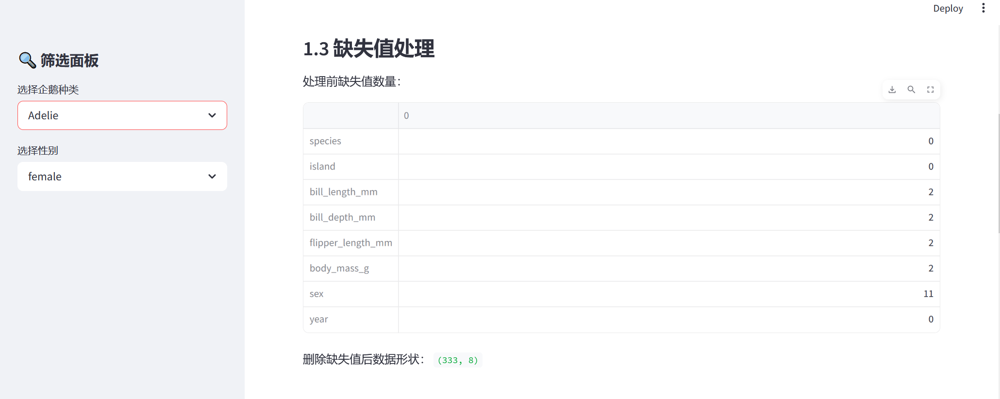 Deploy
筛选面板
选择企鹅种类
Adelie
选择性别
female
1.3 缺失值处理
处理前缺失值数量：
0
species 0
island 0
bill_length_mm 2
bill_depth_mm 2
flipper_length_mm 2
body_mass_g 2
sex 11
year 0
删除缺失值后数据形状： (333, 8)